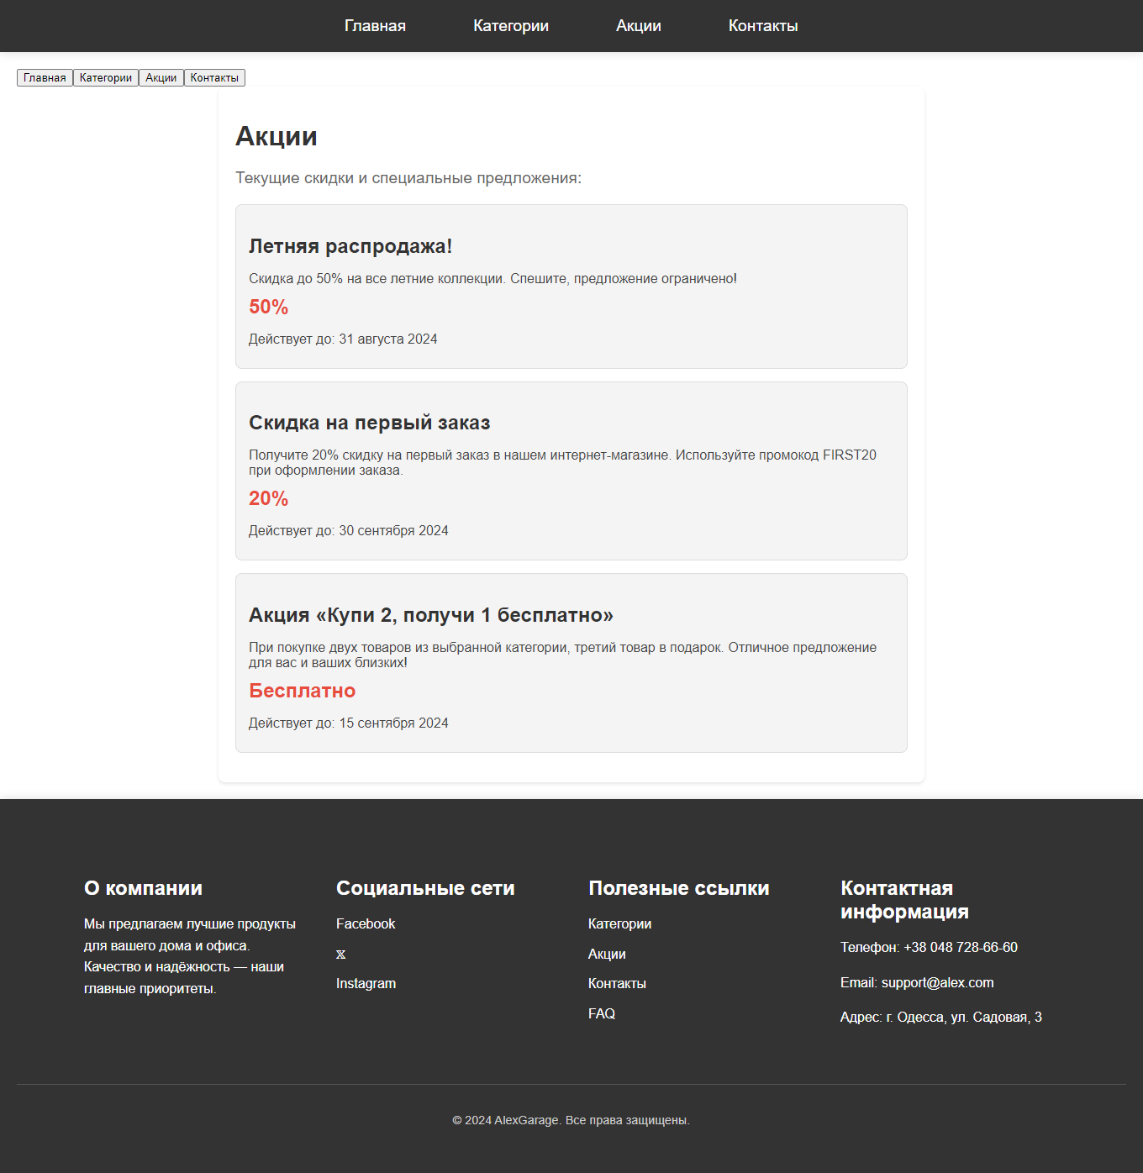 Главная Категории Акции Контакты
Главная Категории Акции Контакты
Акции
Текущие скидки и специальные предложения:
Летняя распродажа!
Скидка до 50% на все летние коллекции. Спешите, предложение ограничено!
50%
Действует до: 31 августа 2024
Скидка на первый заказ
Получите 20% скидку на первый заказ в нашем интернет-магазине. Используйте промокод FIRST20
при оформлении заказа.
20%
Действует до: 30 сентября 2024
Акция «Купи 2, получи 1 бесплатно»
При покупке двух товаров из выбранной категории, третий товар в подарок. Отличное предложение
для вас и ваших близких!
Бесплатно
Действует до: 15 сентября 2024
О компании
Мы предлагаем лучшие продукты
для вашего дома и офиса.
Качество и надёжность — наши
главные приоритеты.
Социальные сети
Facebook
𝕏
Instagram
Полезные ссылки
Категории
Акции
Контакты
FAQ
Контактная
информация
Телефон: +38 048 728-66-60
Email: support@alex.com
Адрес: г. Одесса, ул. Садовая, 3
© 2024 AlexGarage. Все права защищены.